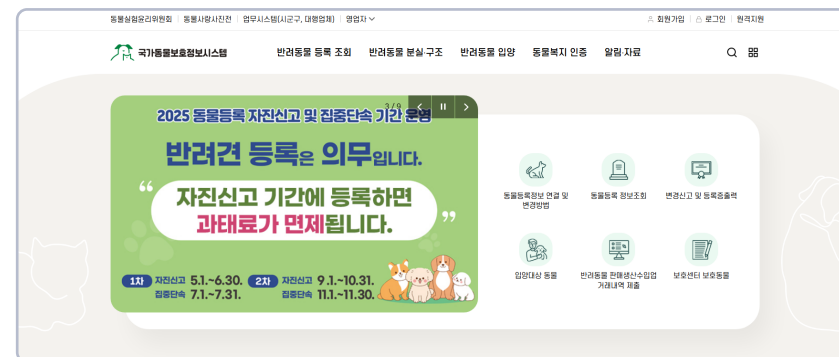 동물실험윤리위원회 동물사랑사진전 업무시스템(시군구, 대행업체) 영업자
회원가입 로그인 원격지원
국가동물보호정보시스템
반려동물 등록 조회 반려동물 분실·구조 반려동물 입양 동물복지 인증 알림·자료
3/9
2025 동물등록 자진신고 및 집중단속 기간 운영
반려견 등록은 의무입니다.
“자진신고 기간에 등록하면
과태료가 면제됩니다.”
1차 자진신고 5.1.~6.30. 2차 자진신고 9.1.~10.31.
집중단속 7.1.~7.31. 집중단속 11.1.~11.30.
동물등록정보 연결 및
변경방법
동물등록 정보조회
변경신고 및 등록증출력
입양대상 동물
반려동물 판매생산수입업
거래내역 제출
보호센터 보호동물